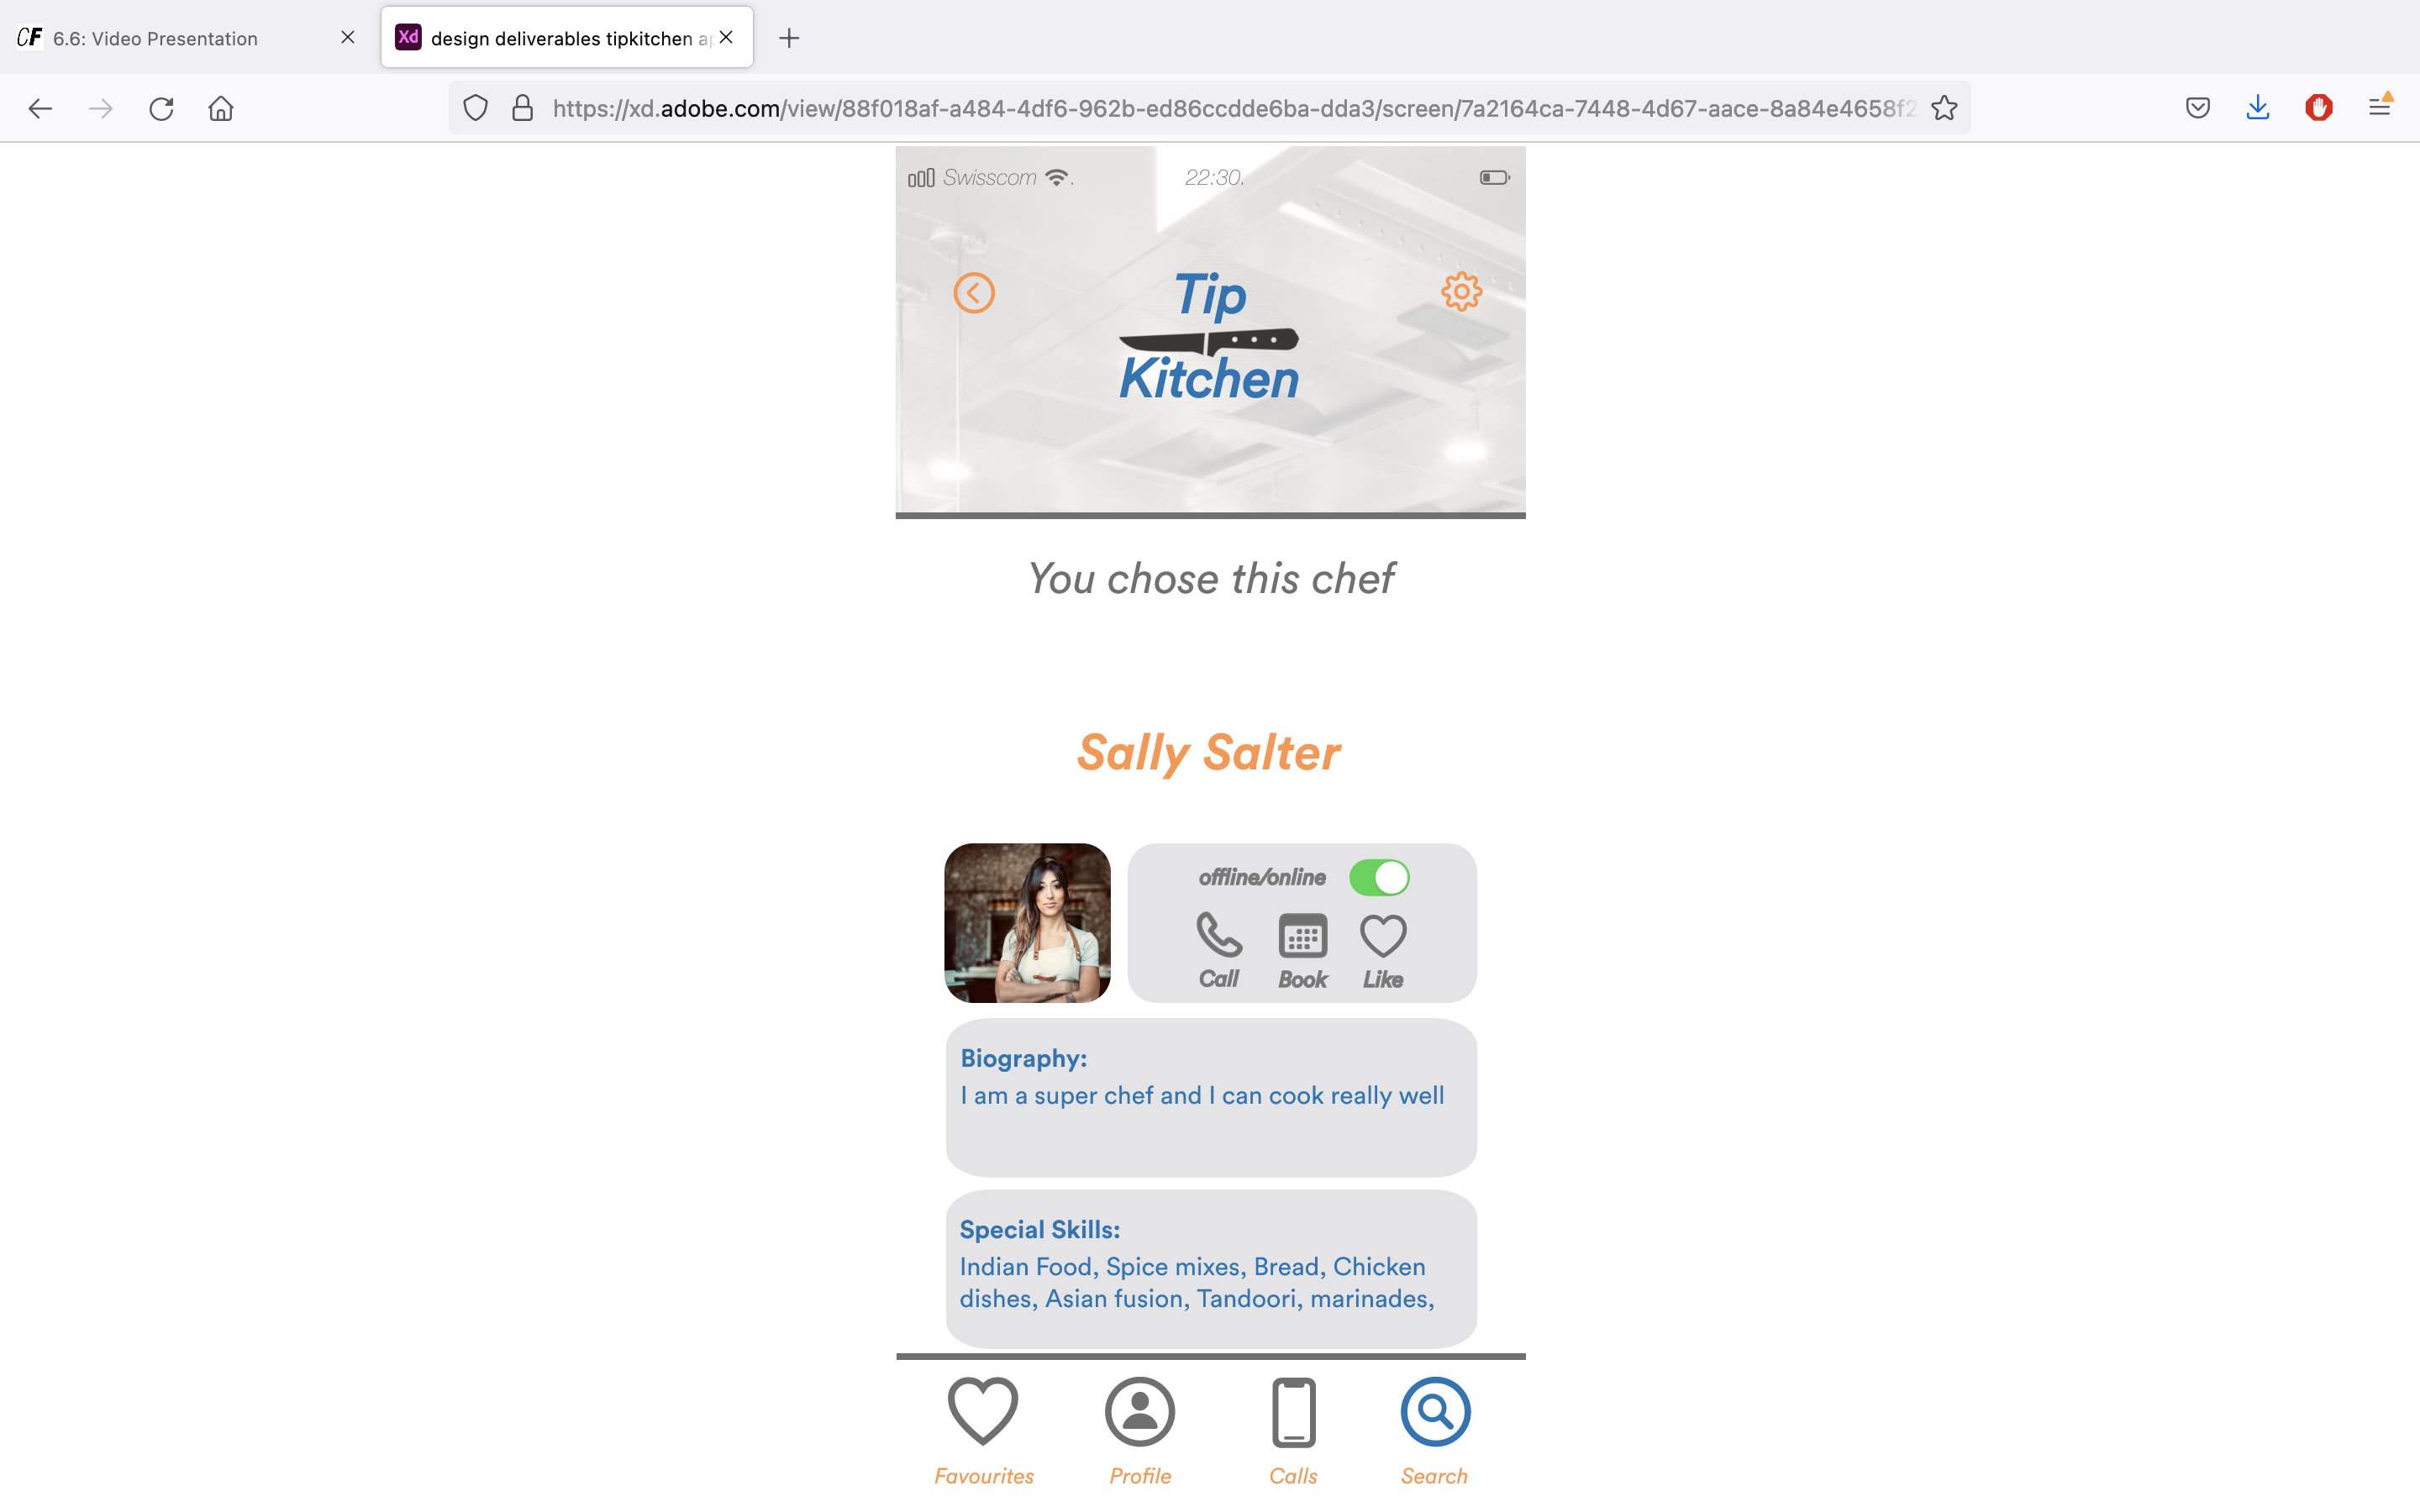 CF 6.6: Video Presentation
Xd design deliverables tipkitchen ap
https://xd.adobe.com/view/88f018af-a484-4df6-962b-ed86ccdde6ba-dda3/screen/7a2164ca-7448-4d67-aace-8a84e4658f2
Swisscom . 22:30.
Tip
Kitchen
You chose this chef
Sally Salter
offline/online
Call Book Like
Biography:
I am a super chef and I can cook really well
Special Skills:
Indian Food, Spice mixes, Bread, Chicken
dishes, Asian fusion, Tandoori, marinades,
Favourites Profile Calls Search